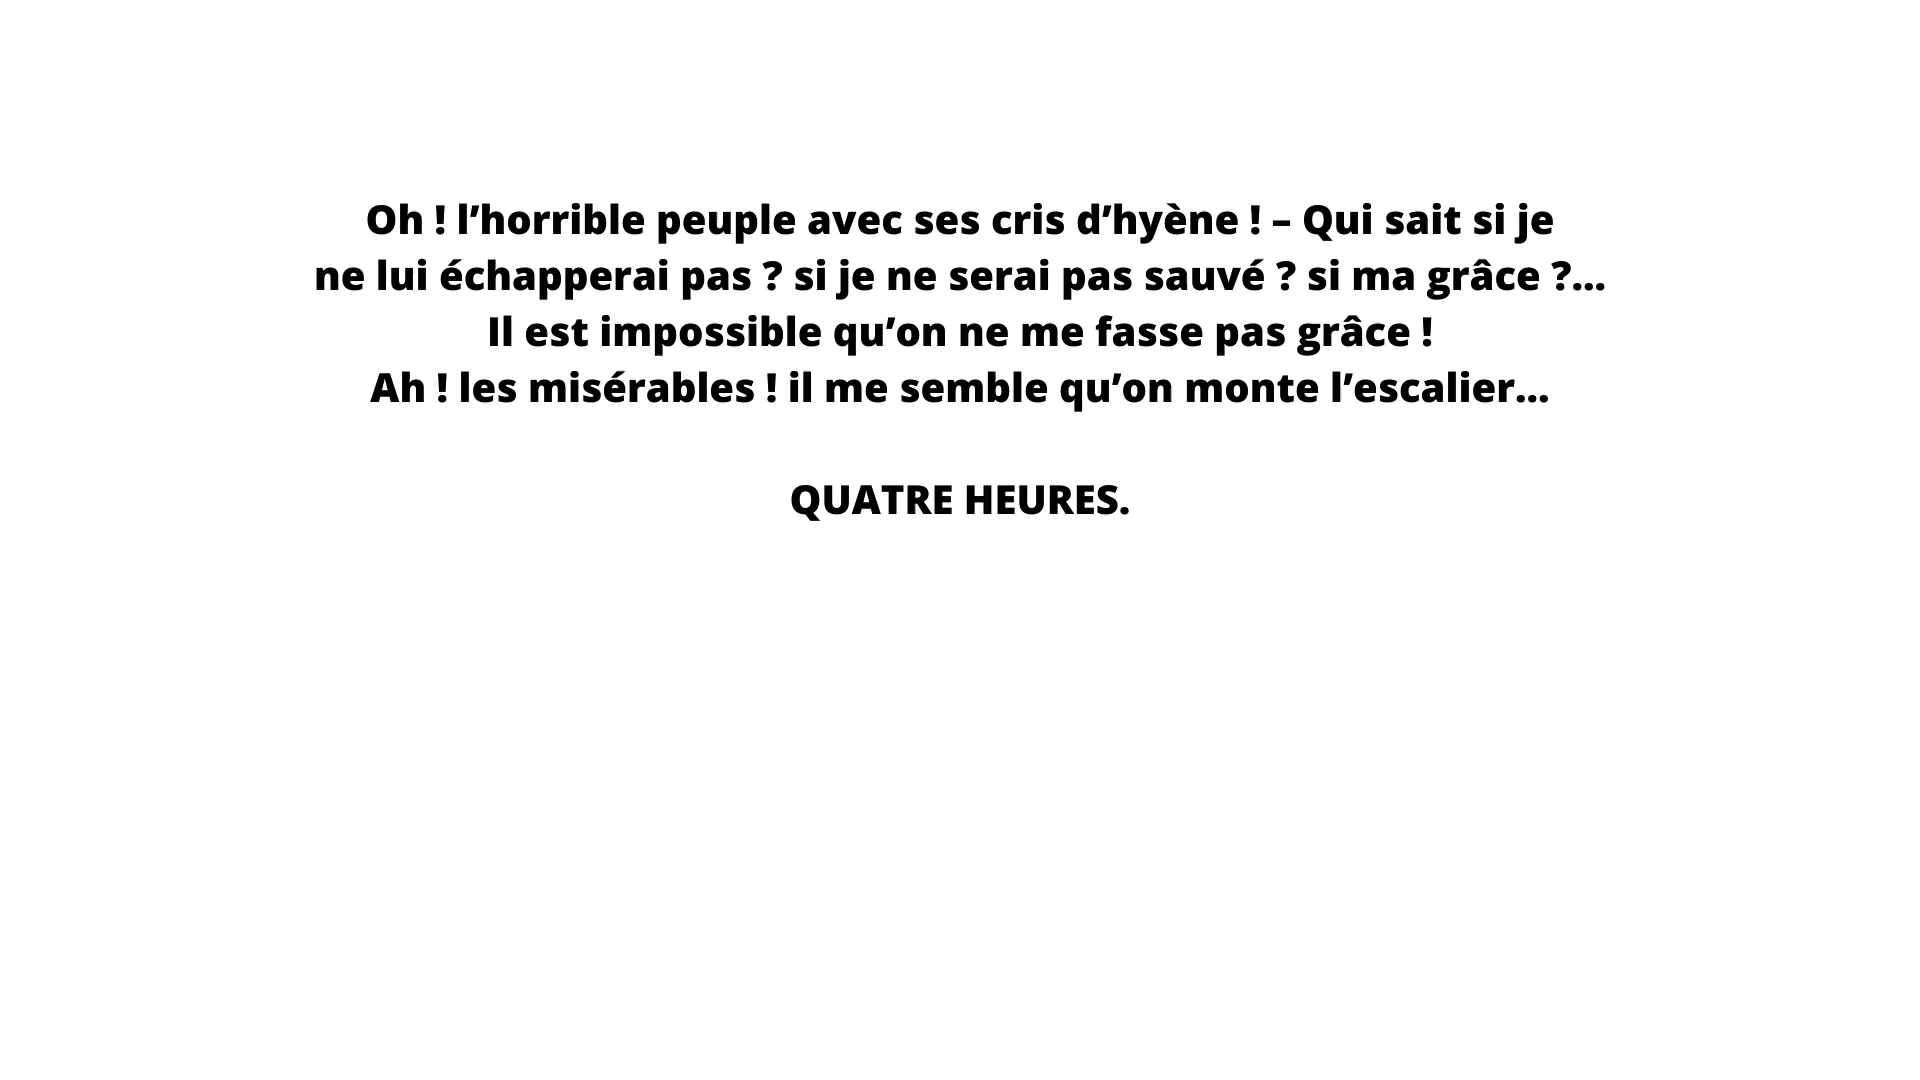 Oh ! l’horrible peuple avec ses cris d’hyène ! – Qui sait si je
ne lui échapperai pas ? si je ne serai pas sauvé ? si ma grâce ?…
Il est impossible qu’on ne me fasse pas grâce !
Ah ! les misérables ! il me semble qu’on monte l’escalier…
QUATRE HEURES.